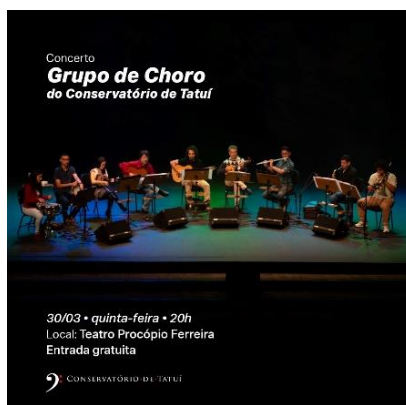 Concerto
Grupo de Choro
do Conservatório de Tatuí
30/03 • quinta-feira • 20h
Local: Teatro Procópio Ferreira
Entrada gratuita
CONSERVATÓRIO·DE·TATUÍ